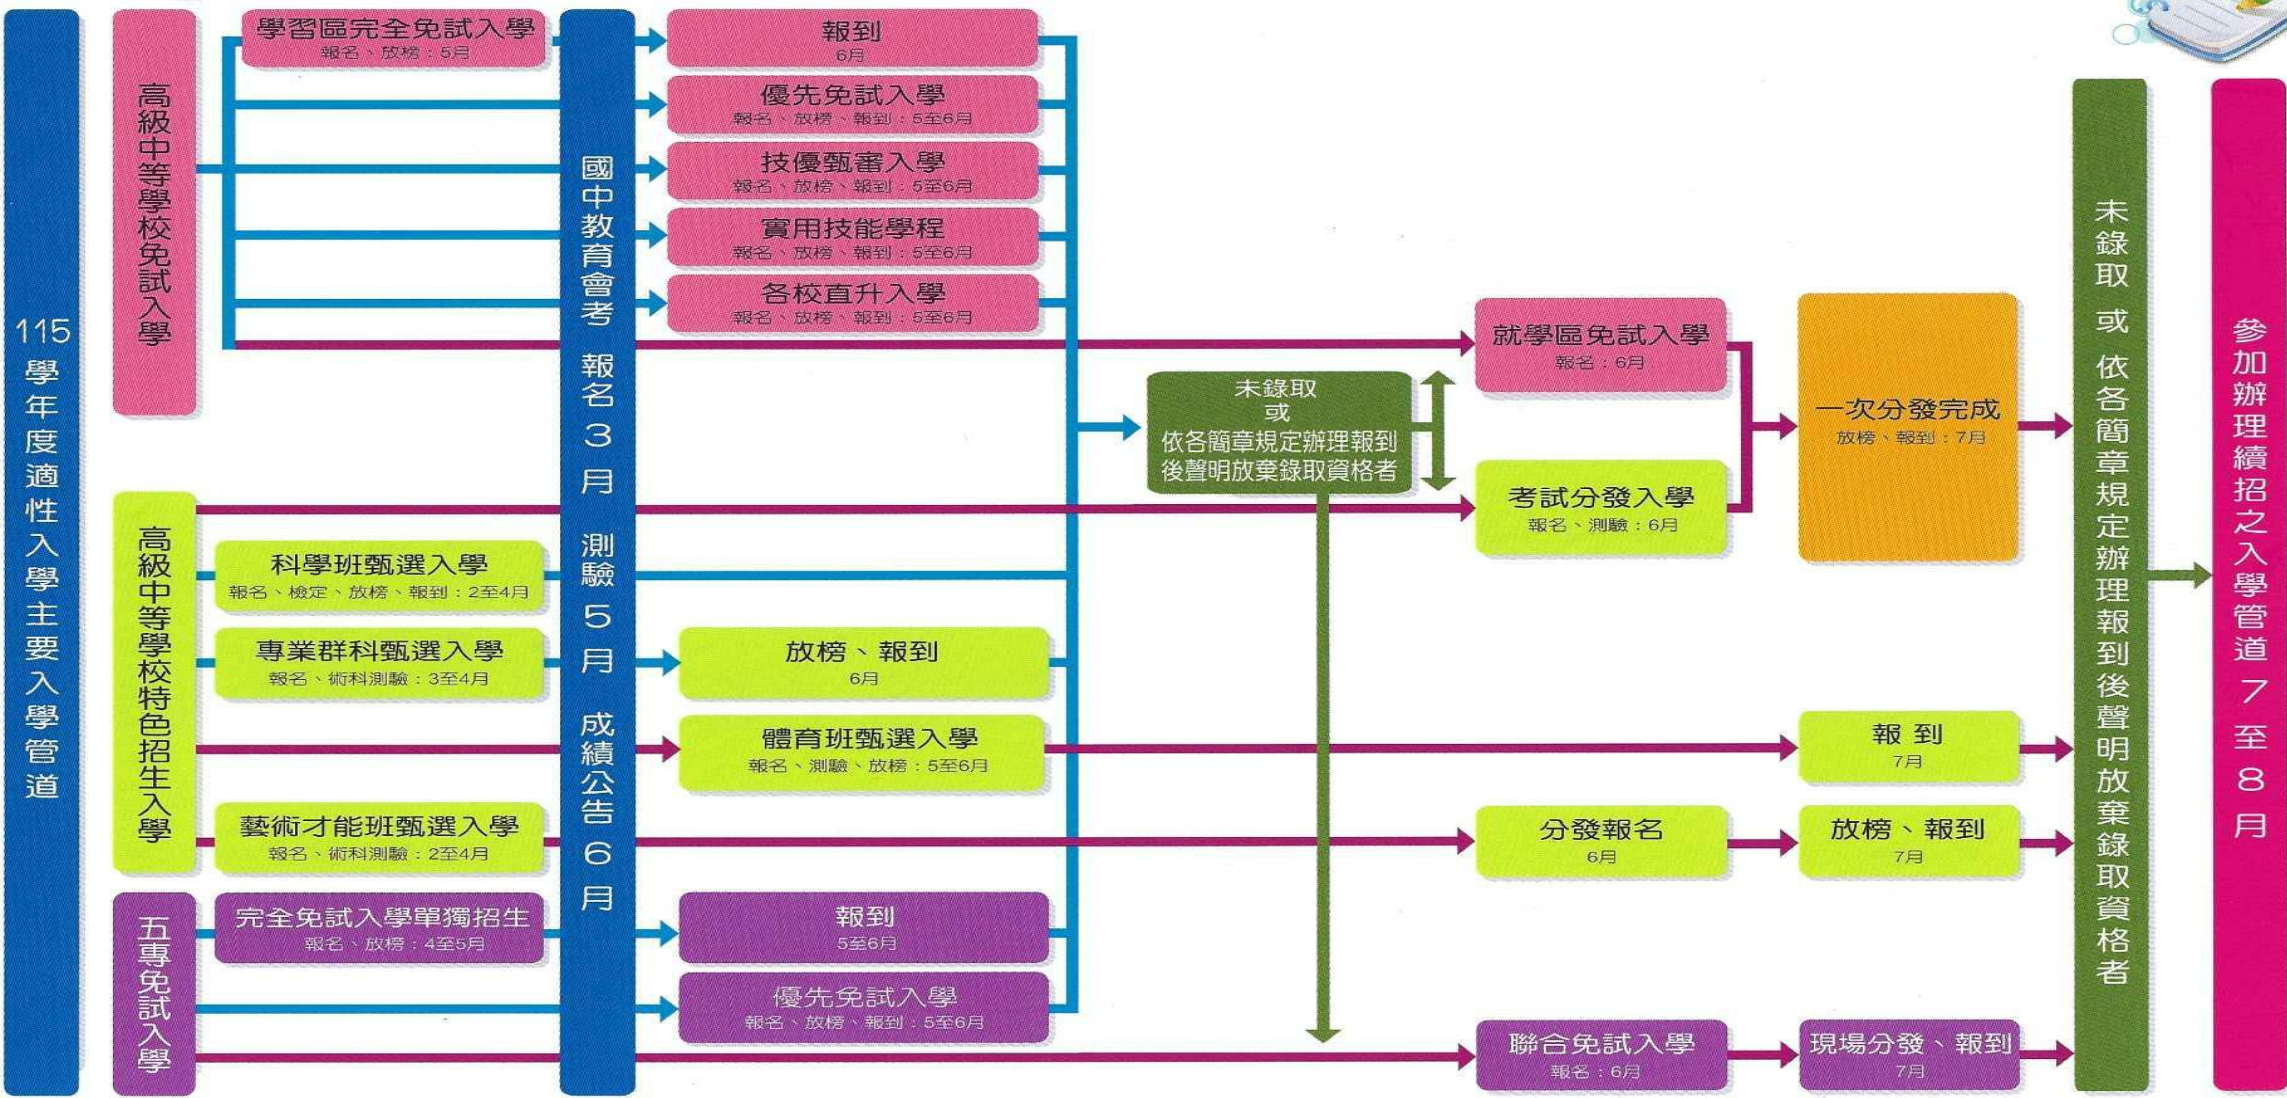 115學年度適性入學主要入學管道
高級中等學校免試入學
學習區完全免試入學
報名、放榜：5月
國中教育會考 報名3月 測驗5月 成績公告6月
報到
6月
優先免試入學
報名、放榜、報到：5至6月
技優甄審入學
報名、放榜、報到：5至6月
實用技能學程
報名、放榜、報到：5至6月
各校直升入學
報名、放榜、報到：5至6月
就學區免試入學
報名：6月
未錄取
或
依各簡章規定辦理報到
後聲明放棄錄取資格者
一次分發完成
放榜、報到：7月
高級中等學校特色招生入學
考試分發入學
報名、測驗：6月
科學班甄選入學
報名、檢定、放榜、報到：2至4月
專業群科甄選入學
報名、術科測驗：3至4月
放榜、報到
6月
體育班甄選入學
報名、測驗、放榜：5至6月
報到
7月
藝術才能班甄選入學
報名、術科測驗：2至4月
分發報名
6月
放榜、報到
7月
五專免試入學
完全免試入學單獨招生
報名、放榜：4至5月
報到
5至6月
優先免試入學
報名、放榜、報到：5至6月
聯合免試入學
報名：6月
現場分發、報到
7月
未錄取 或 依各簡章規定辦理報到後聲明放棄錄取資格者
參加辦理續招之入學管道7至8月